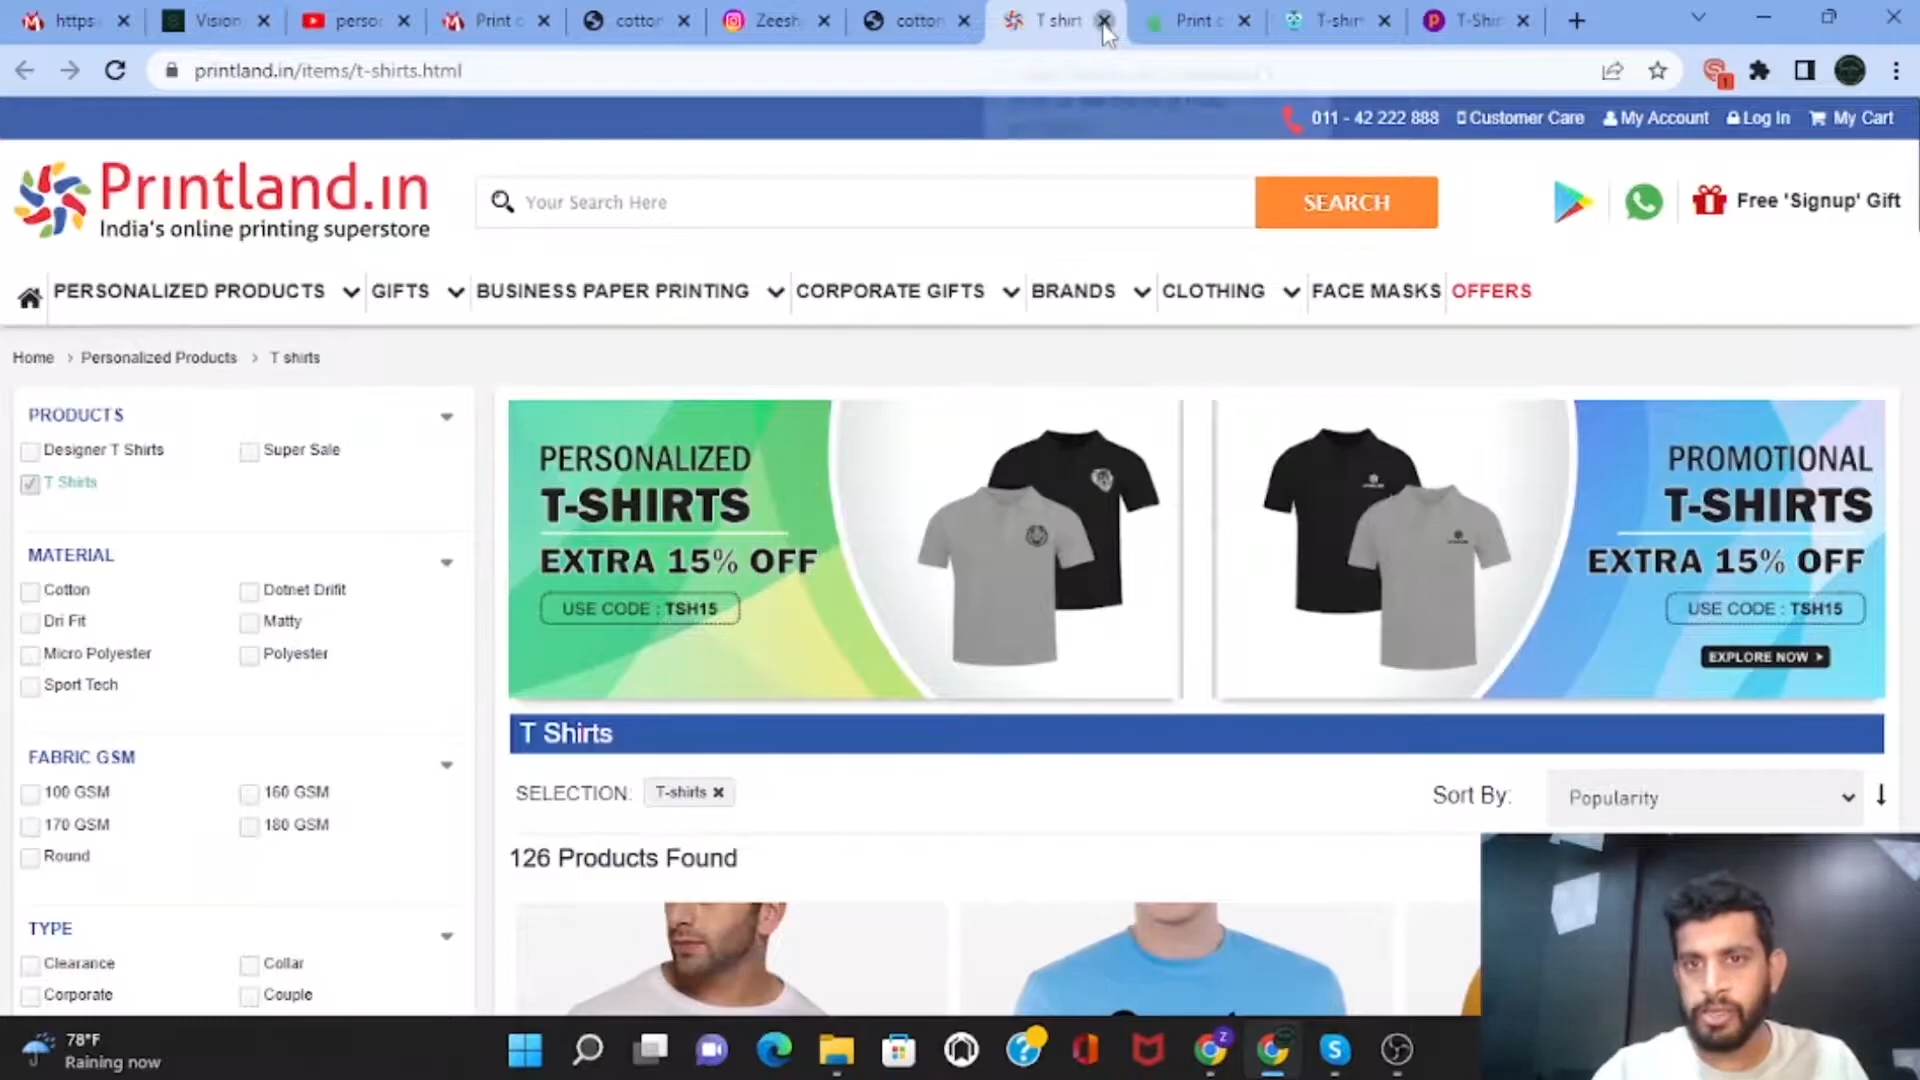 https
Vision
perso
Print c
cotton
Zeesh
cotton
T shirt
Print c
T-shir
T-Shir
printland.in/items/t-shirts.html
1
011 - 42 222 888
Customer Care
My Account
Log In
My Cart
Printland.in
India's online printing superstore
Your Search Here
SEARCH
Free 'Signup' Gift
PERSONALIZED PRODUCTS
GIFTS
BUSINESS PAPER PRINTING
CORPORATE GIFTS
BRANDS
CLOTHING
FACE MASKS
OFFERS
Home > Personalized Products > T shirts
PRODUCTS
Designer T Shirts
Super Sale
T Shirts
MATERIAL
Cotton
Dotnet Drifit
Dri Fit
Matty
Micro Polyester
Polyester
Sport Tech
FABRIC GSM
100 GSM
160 GSM
170 GSM
180 GSM
Round
TYPE
Clearance
Collar
Corporate
Couple
PERSONALIZED
T-SHIRTS
EXTRA 15% OFF
USE CODE : TSH15
PROMOTIONAL
T-SHIRTS
EXTRA 15% OFF
USE CODE : TSH15
EXPLORE NOW
T Shirts
SELECTION:
T-shirts
Sort By:
Popularity
126 Products Found
78°F
Raining now